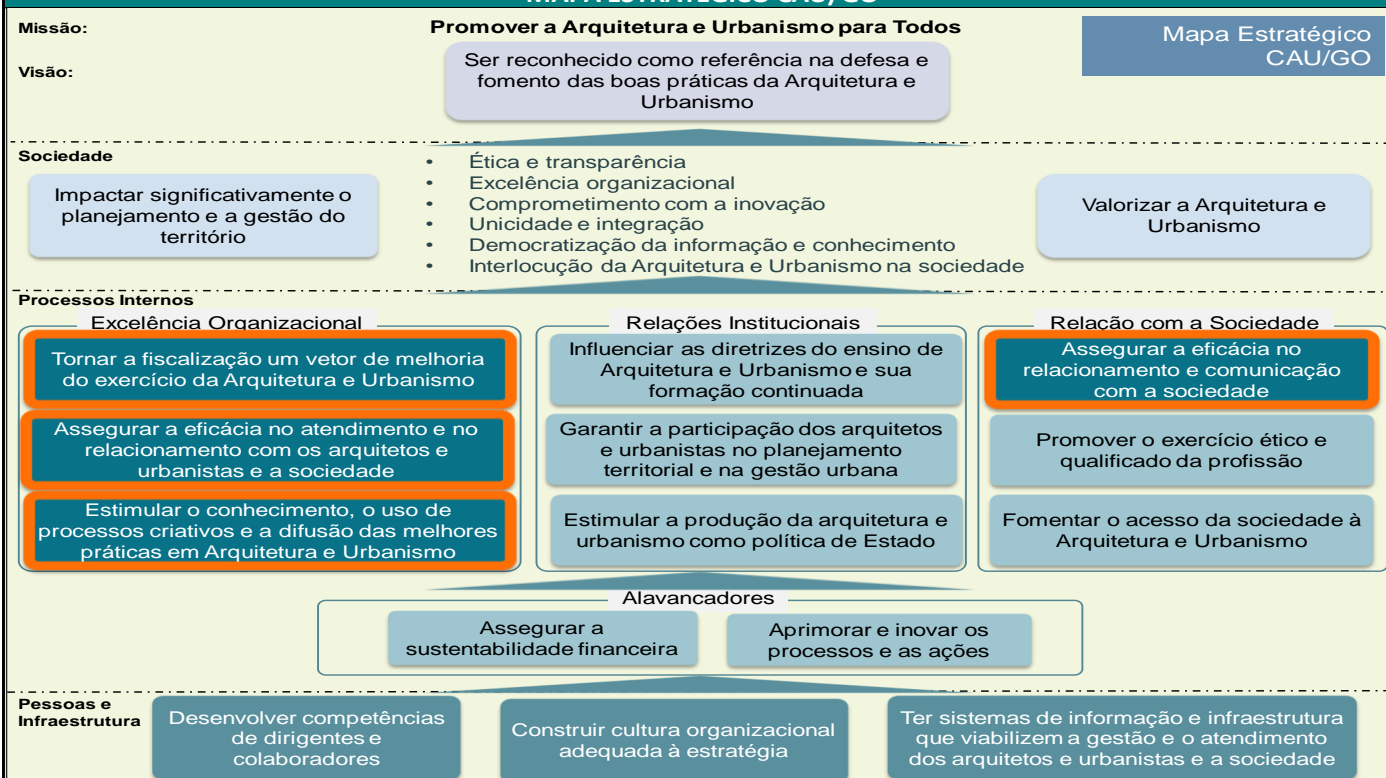 MAPA ESTRATÉGICO CAU/GO
Missão:
Promover a Arquitetura e Urbanismo para Todos
Mapa Estratégico
CAU/GO
Visão:
Ser reconhecido como referência na defesa e
fomento das boas práticas da Arquitetura e
Urbanismo
Sociedade
Impactar significativamente o
planejamento e a gestão do
território
• Ética e transparência
• Excelência organizacional
• Comprometimento com a inovação
• Unicidade e integração
• Democratização da informação e conhecimento
• Interlocução da Arquitetura e Urbanismo na sociedade
Valorizar a Arquitetura e
Urbanismo
Processos Internos
Excelência Organizacional
Tornar a fiscalização um vetor de melhoria
do exercício da Arquitetura e Urbanismo
Assegurar a eficácia no atendimento e no
relacionamento com os arquitetos e
urbanistas e a sociedade
Estimular o conhecimento, o uso de
processos criativos e a difusão das melhores
práticas em Arquitetura e Urbanismo
Relações Institucionais
Influenciar as diretrizes do ensino de
Arquitetura e Urbanismo e sua
formação continuada
Garantir a participação dos arquitetos
e urbanistas no planejamento
territorial e na gestão urbana
Estimular a produção da arquitetura e
urbanismo como política de Estado
Relação com a Sociedade
Assegurar a eficácia no
relacionamento e comunicação
com a sociedade
Promover o exercício ético e
qualificado da profissão
Fomentar o acesso da sociedade à
Arquitetura e Urbanismo
Alavancadores
Assegurar a
sustentabilidade financeira
Aprimorar e inovar os
processos e as ações
Pessoas e
Infraestrutura
Desenvolver competências
de dirigentes e
colaboradores
Construir cultura organizacional
adequada à estratégia
Ter sistemas de informação e infraestrutura
que viabilizem a gestão e o atendimento
dos arquitetos e urbanistas e a sociedade